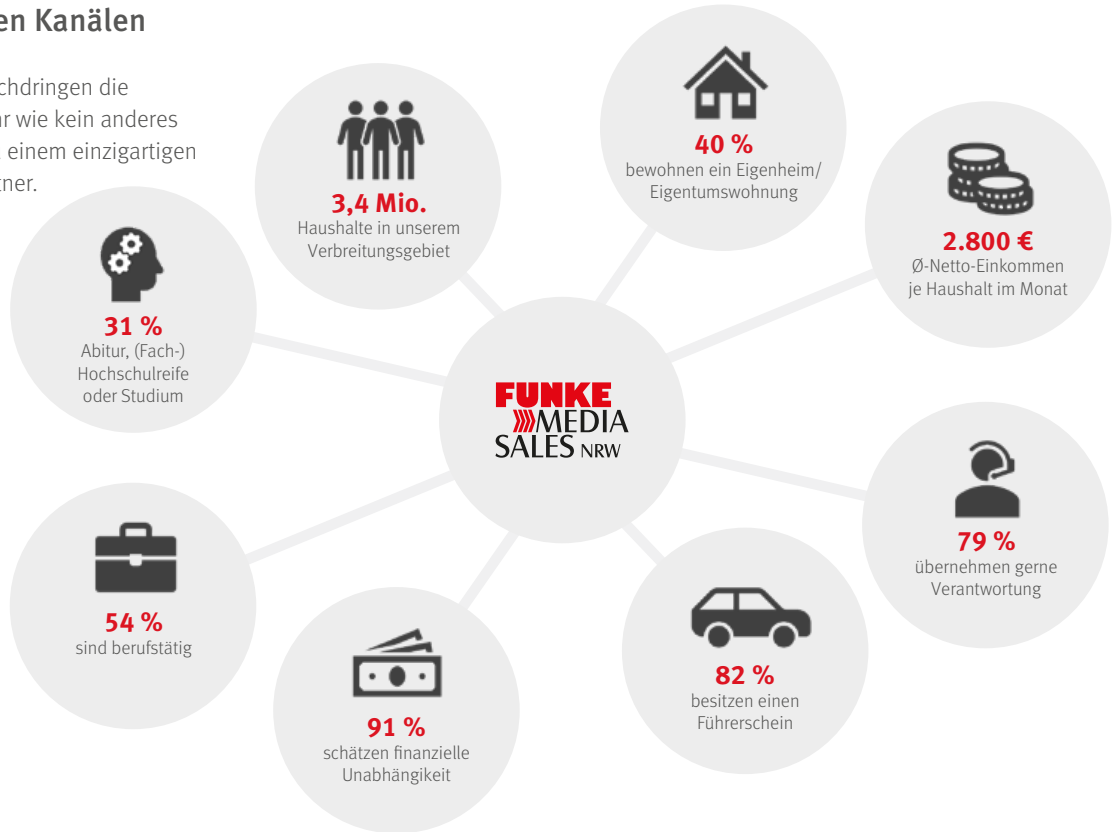 en Kanälen
chdringen die
wie kein anderes
einem einzigartigen
3,4 Mio.
Haushalte in unserem
Verbreitungsgebiet
40 %
bewohnen ein Eigenheim/
Eigentumswohnung
2.800 €
Ø-Netto-Einkommen
je Haushalt im Monat
31 %
Abitur, (Fach-)
Hochschulreife
oder Studium
FUNKE
MEDIA
SALES NRW
79 %
übernehmen gerne
Verantwortung
54 %
sind berufstätig
91 %
schätzen finanzielle
Unabhängikeit
82 %
besitzen einen
Führerschein